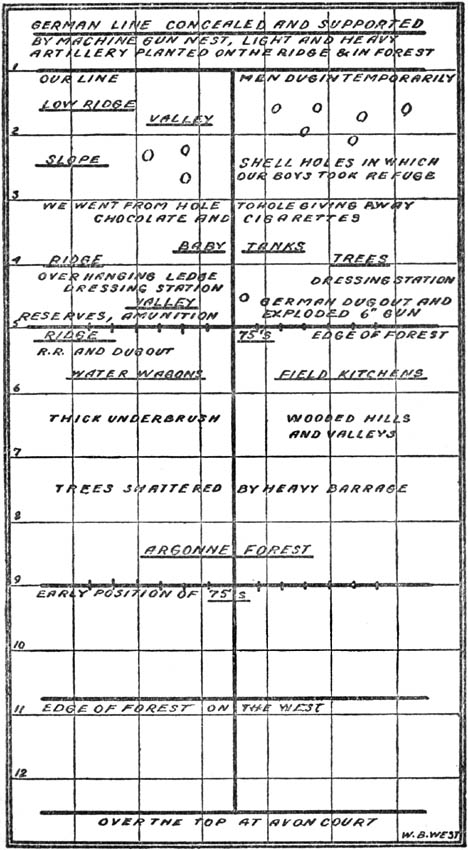 GERMAN LINE CONCEALED AND SUPPORTED
BY MACHINE GUN NEST, LIGHT AND HEAVY
ARTILLERY PLANTED ON THE RIDGE & IN FOREST
1
OUR LINE MEN DUG IN TEMPORARILY
LOW RIDGE
VALLEY
2
SLOPE SHELL HOLES IN WHICH
OUR BOYS TOOK REFUGE
3
WE WENT FROM HOLE TO HOLE GIVING AWAY
CHOCOLATE AND CIGARETTES
BABY TANKS
4
RIDGE TREES
OVERHANGING LEDGE
DRESSING STATION DRESSING STATION
VALLEY GERMAN DUGOUT AND
RESERVES, AMUNITION EXPLODED 6" GUN
5
RIDGE 75'S EDGE OF FOREST
R.R. AND DUGOUT
WATER WAGONS FIELD KITCHENS
6
THICK UNDERBRUSH WOODED HILLS
AND VALLEYS
7
TREES SHATTERED BY HEAVY BARRAGE
8
ARGONNE FOREST
9
EARLY POSITION OF 75'S
10
11
EDGE OF FOREST ON THE WEST
12
OVER THE TOP AT AVONCOURT
W.B.WEST